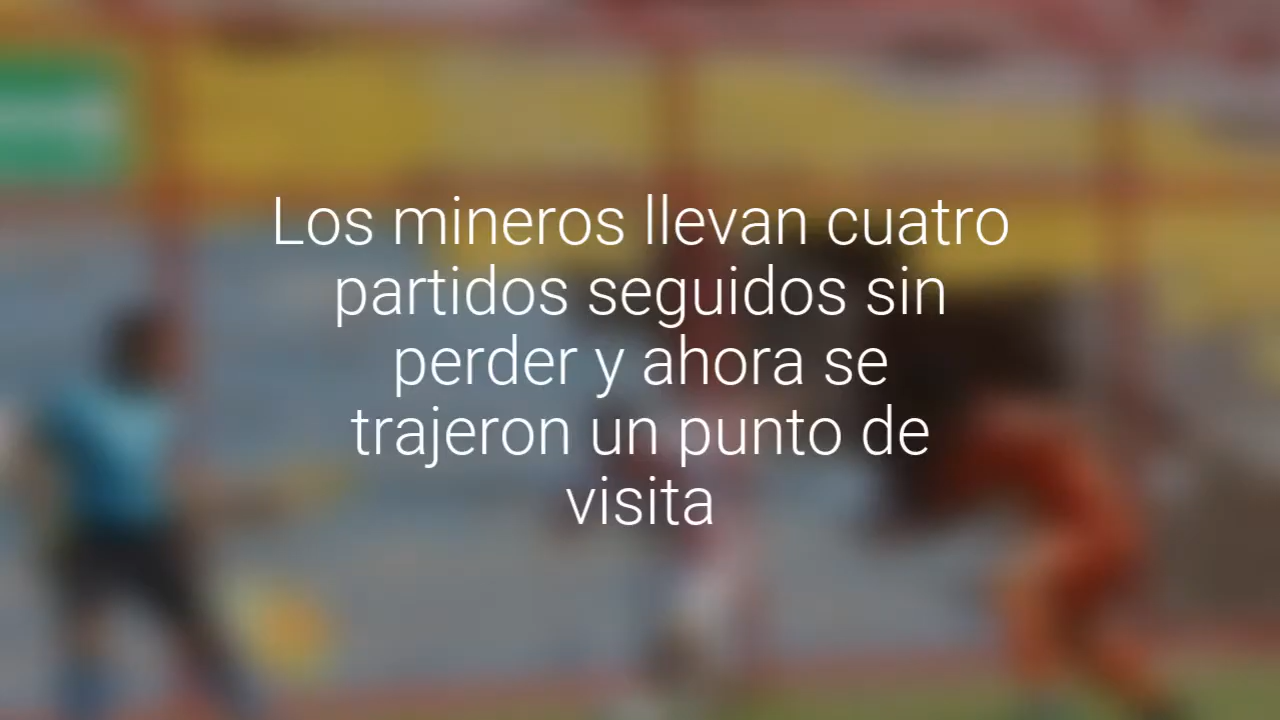 Los mineros llevan cuatro
partidos seguidos sin
perder y ahora se
trajeron un punto de
visita